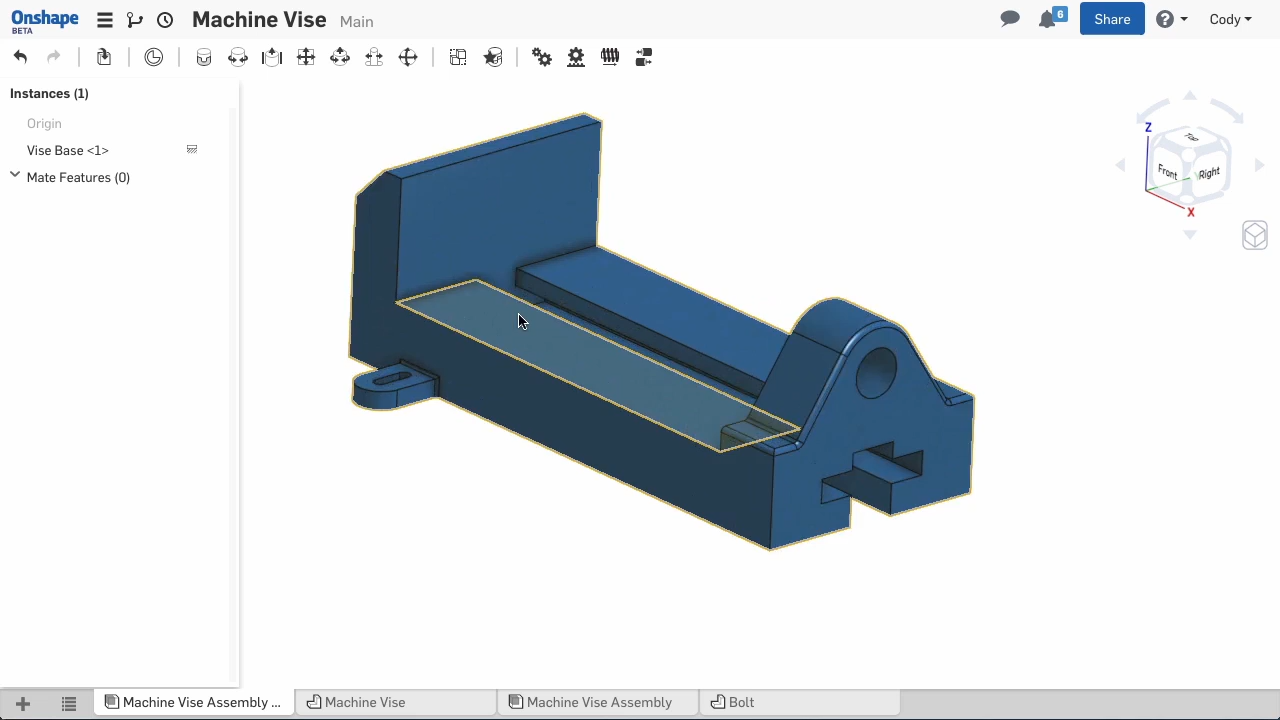 Onshape
BETA
Machine Vise Main
6
Share
Cody
Instances (1)
Origin
Vise Base <1>
Mate Features (0)
Z
Top
Front
Right
X
Machine Vise Assembly ...
Machine Vise
Machine Vise Assembly
Bolt